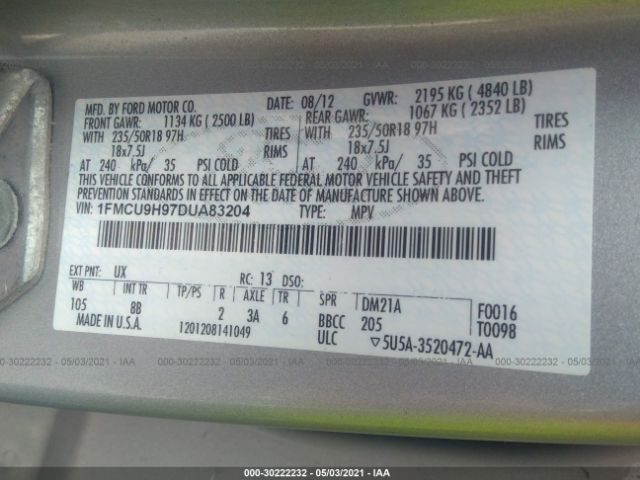 MFD. BY FORD MOTOR CO.
DATE: 08/12 GVWR: 2195 KG ( 4840 LB)
FRONT GAWR: 1134 KG ( 2500 LB)
REAR GAWR: 1067 KG ( 2352 LB)
WITH 235/50R18 97H TIRES
WITH 235/50R18 97H TIRES
18x7.5J RIMS
18x7.5J RIMS
AT 240 kPa/ 35 PSI COLD
AT 240 kPa/ 35 PSI COLD
THIS VEHICLE CONFORMS TO ALL APPLICABLE FEDERAL MOTOR VEHICLE SAFETY AND THEFT
PREVENTION STANDARDS IN EFFECT ON THE DATE OF MANUFACTURE SHOWN ABOVE.
VIN: 1FMCU9H97DUA83204 TYPE: MPV
EXT PNT: UX RC: 13 DSO:
WB INT TR TP/PS R AXLE TR SPR DM21A F0016
105 8B 2 3A 6 BBCC 205 T0098
MADE IN U.S.A. 1201208141049 ULC ▽5U5A-3520472-AA
000-30222232 - 05/03/2021 - IAA
000-30222232 - 05/03/2021 - IAA
000-30222232 - 05/03/2021 - IAA